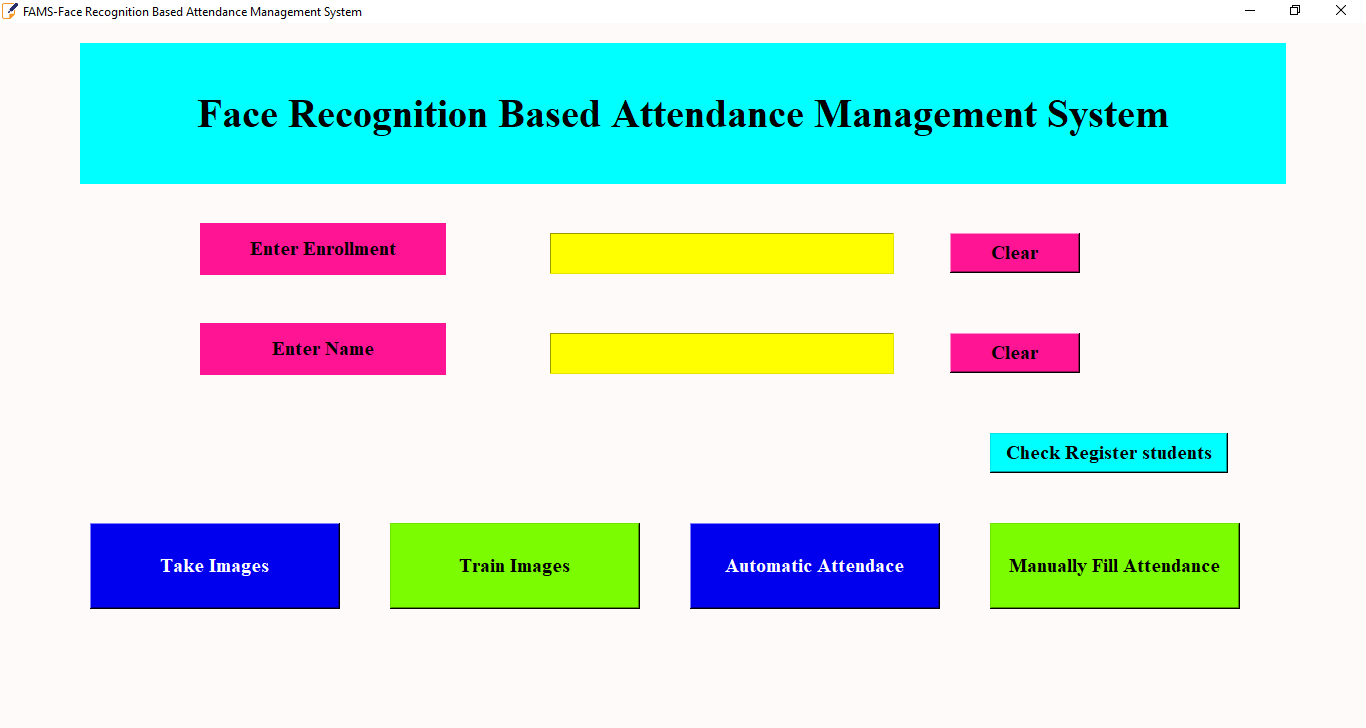 FAMS-Face Recognition Based Attendance Management System
Face Recognition Based Attendance Management System
Enter Enrollment
Clear
Enter Name
Clear
Check Register students
Take Images
Train Images
Automatic Attendace
Manually Fill Attendance